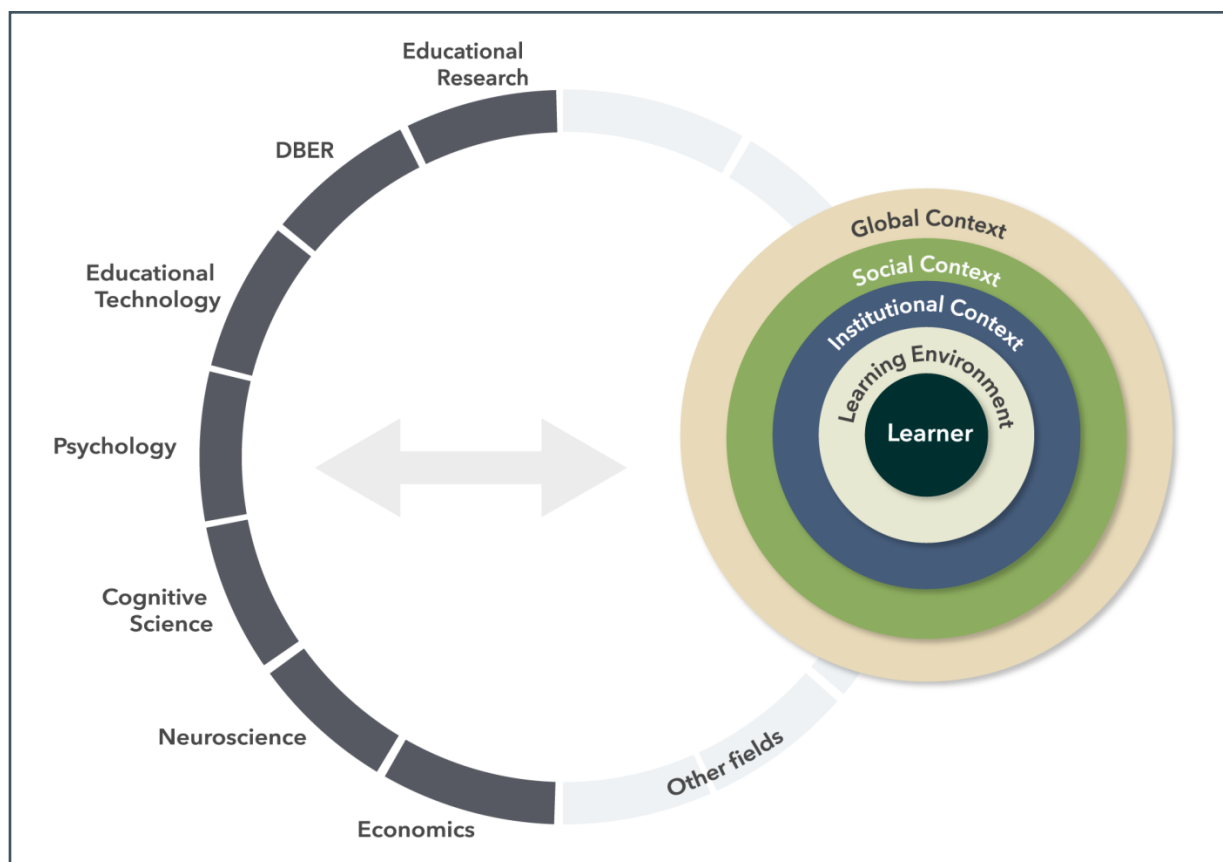 Educational
Research
DBER
Educational
Technology
Psychology
Cognitive
Science
Neuroscience
Economics
Other fields
Global Context
Social Context
Institutional Context
Learning Environment
Learner